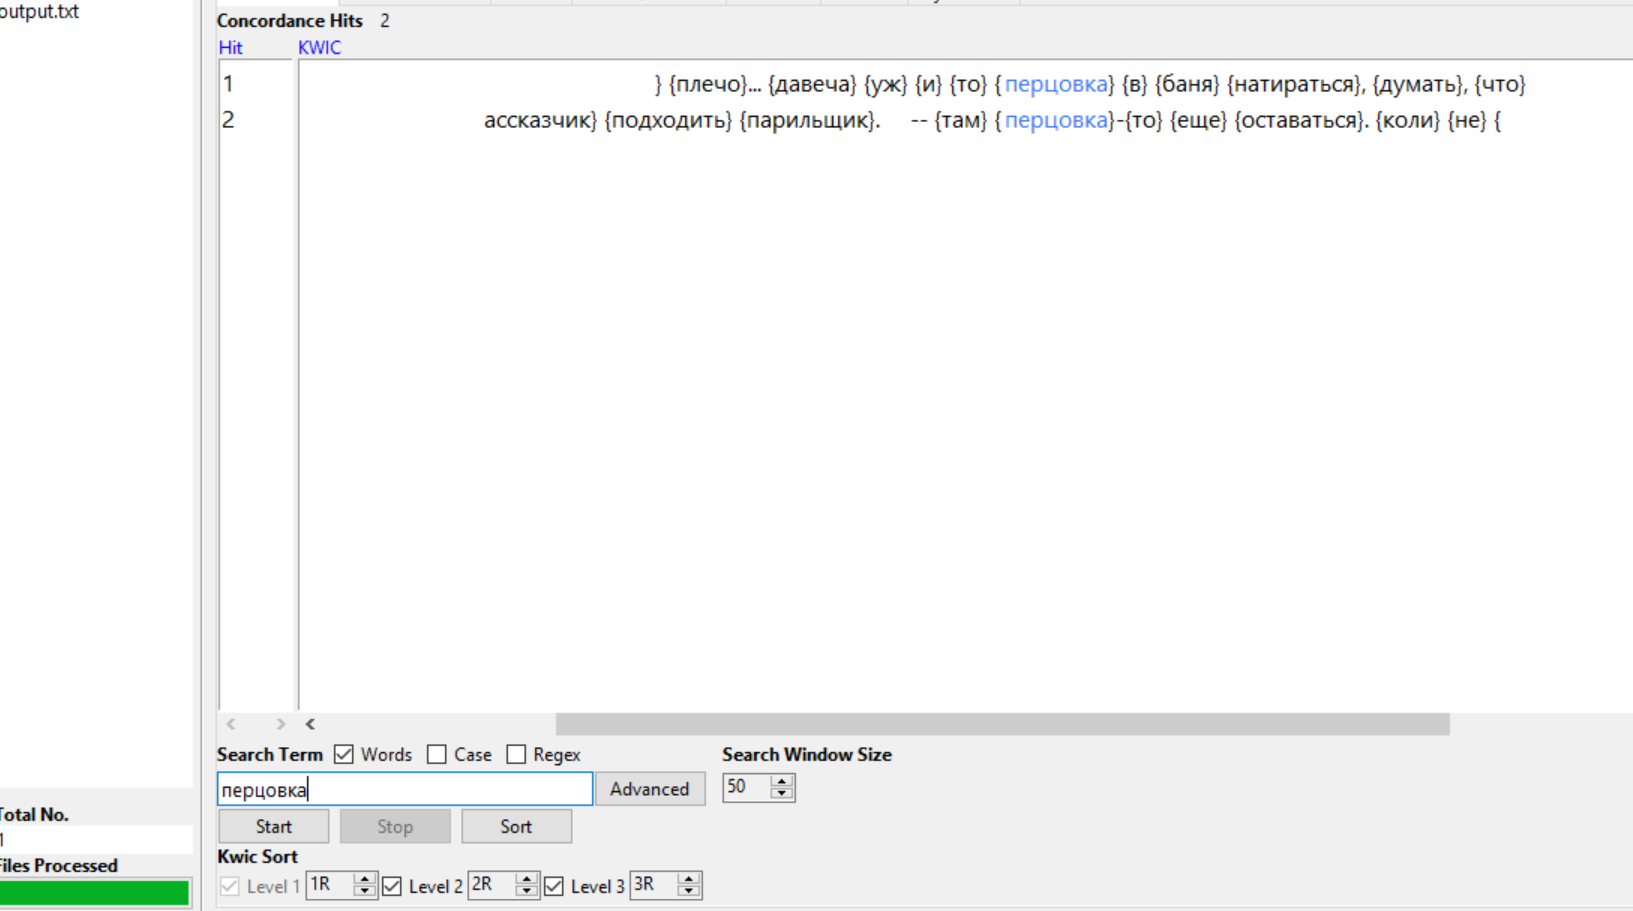 output.txt
Concordance Hits 2
Hit KWIC
1 } {плечо}... {давеча} {уж} {и} {то} {перцовка} {в} {баня} {натираться}, {думать}, {что}
2 ассказчик} {подходить} {парильщик}. -- {там} {перцовка}-{то} {еще} {оставаться}. {коли} {не} {
Search Term Words Case Regex Search Window Size
перцовка Advanced 50
Start Stop Sort
Total No.
1
Kwic Sort
Files Processed
Level 1 1R Level 2 2R Level 3 3R